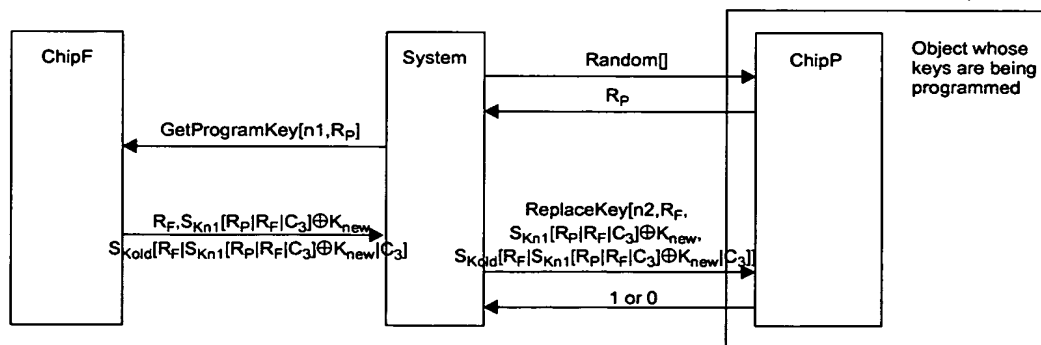 ChipF
System
ChipP
Object whose
keys are being
programmed
Random[]
R_P
GetProgramKey[n1,R_P]
R_F,S_Kn1[R_P|R_F|C_3]⊕K_new
S_Kold[R_F|S_Kn1[R_P|R_F|C_3]⊕K_new|C_3]
ReplaceKey[n2,R_F,
S_Kn1[R_P|R_F|C_3]⊕K_new,
S_Kold[R_F|S_Kn1[R_P|R_F|C_3]⊕K_new|C_3]]
1 or 0